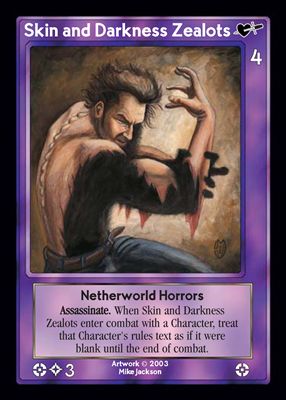 Skin and Darkness Zealots
4
Netherworld Horrors
Assassinate. When Skin and Darkness
Zealots enter combat with a Character, treat
that Character's rules text as if it were
blank until the end of combat.
3
Artwork © 2003
Mike Jackson